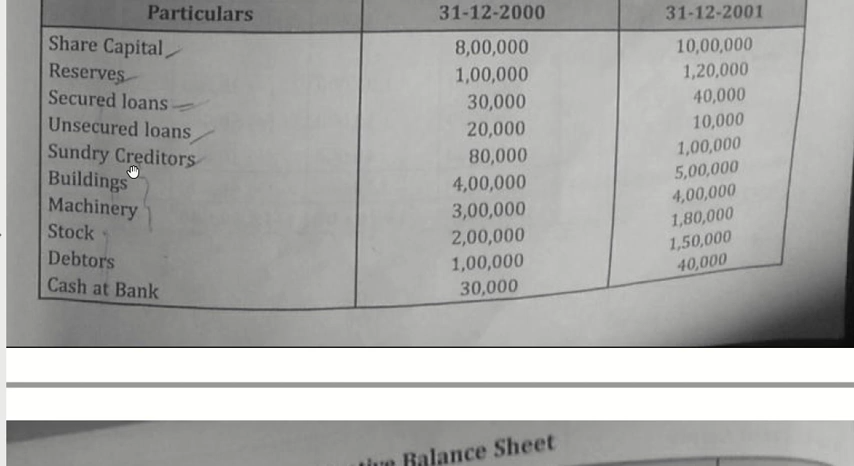 Particulars 31-12-2000 31-12-2001
Share Capital 8,00,000 10,00,000
Reserves 1,00,000 1,20,000
Secured loans 30,000 40,000
Unsecured loans 20,000 10,000
Sundry Creditors 80,000 1,00,000
Buildings 4,00,000 5,00,000
Machinery 3,00,000 4,00,000
Stock 2,00,000 1,80,000
Debtors 1,00,000 1,50,000
Cash at Bank 30,000 40,000
Balance Sheet